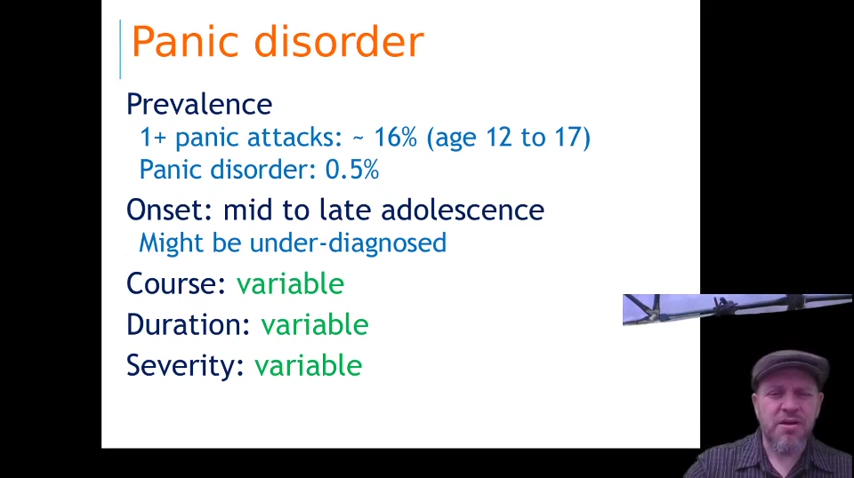 Panic disorder
Prevalence
1+ panic attacks: ~ 16% (age 12 to 17)
Panic disorder: 0.5%
Onset: mid to late adolescence
Might be under-diagnosed
Course: variable
Duration: variable
Severity: variable